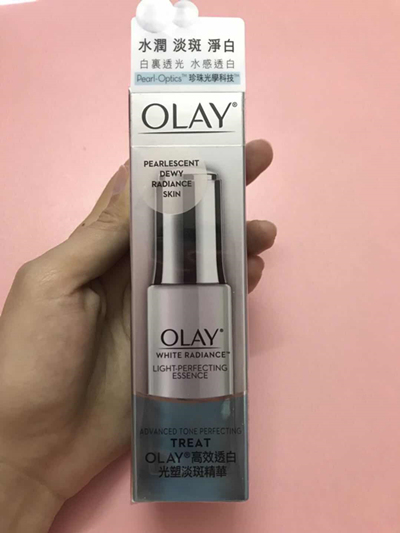 水潤 淡斑 淨白
白裏透光 水感透白
Pearl-Optics™ 珍珠光學科技™
OLAY®
PEARLESCENT
DEWY
RADIANCE
SKIN
OLAY®
WHITE RADIANCE™
LIGHT-PERFECTING
ESSENCE
ADVANCED TONE PERFECTING
TREAT
OLAY®高效透白
光塑淡斑精華